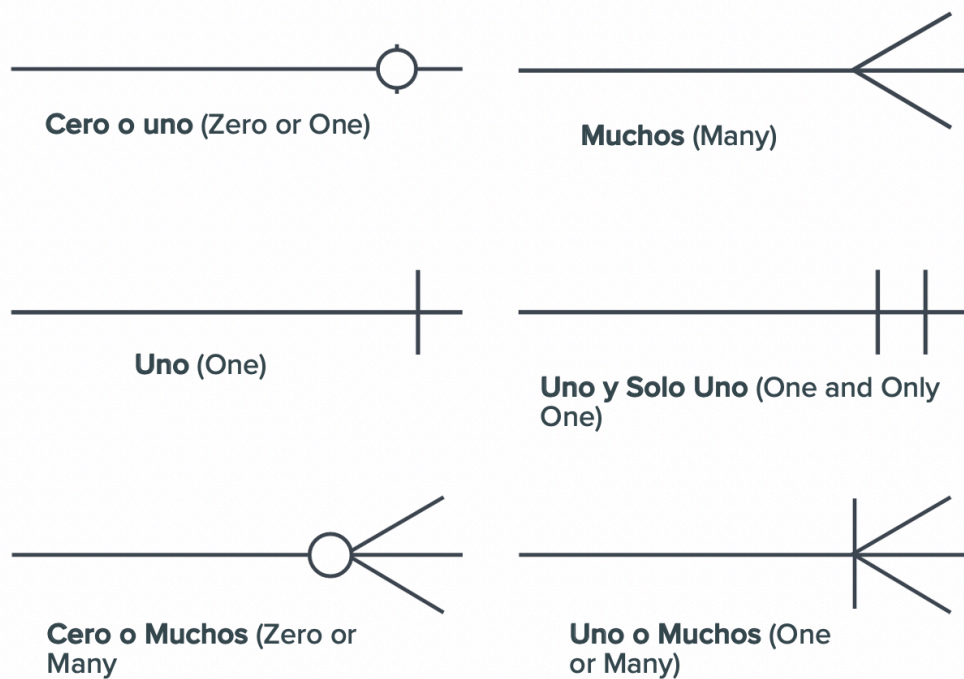 Cero o uno (Zero or One)
Muchos (Many)
Uno (One)
Uno y Solo Uno (One and Only
One)
Cero o Muchos (Zero or
Many
Uno o Muchos (One
or Many)